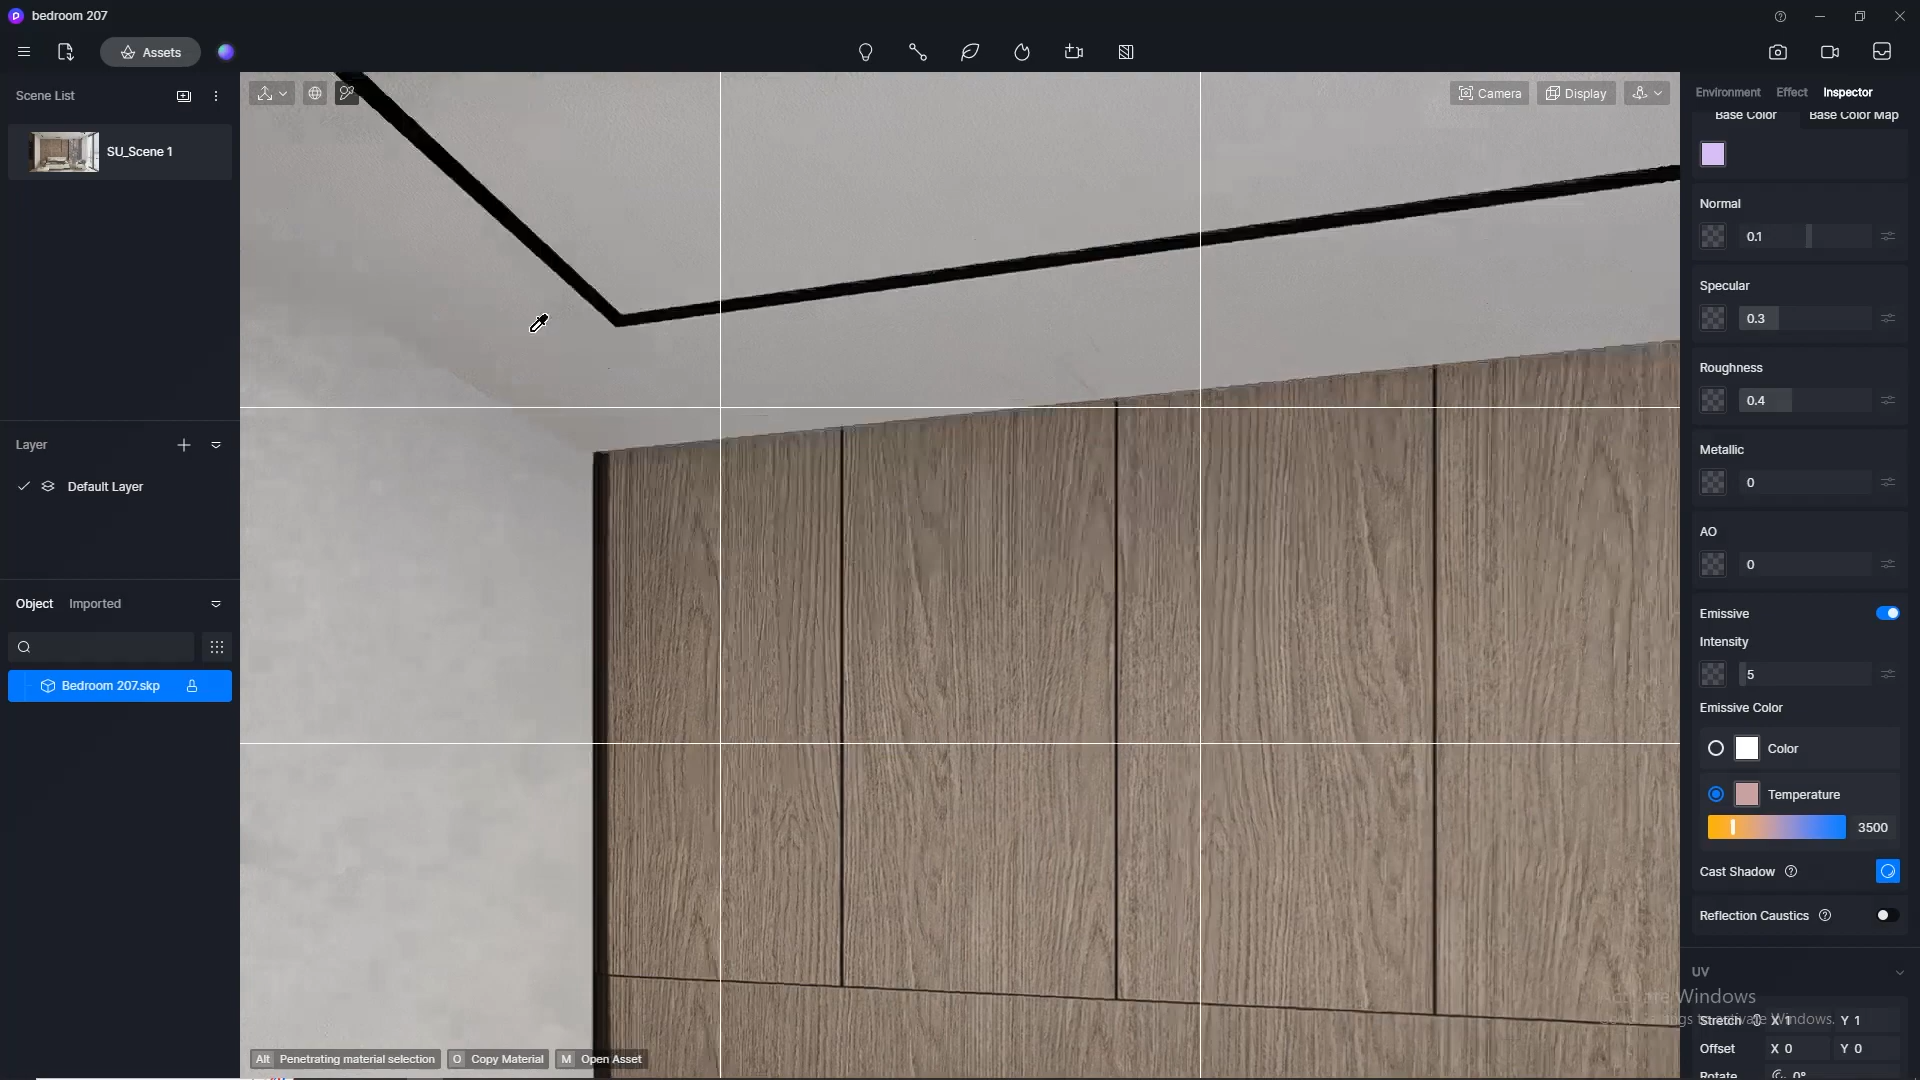 bedroom 207
Assets
Scene List
SU_Scene 1
Layer
Default Layer
Object
Imported
Bedroom 207.skp
Camera
Display
Alt Penetrating material selection
O Copy Material
M Open Asset
Environment
Effect
Inspector
Base Color
Base Color Map
Normal
0.1
Specular
0.3
Roughness
0.4
Metallic
0
AO
0
Emissive
Intensity
5
Emissive Color
Color
Temperature
3500
Cast Shadow
Reflection Caustics
UV
Stretch X 1 Y 1
Offset X 0 Y 0
Rotate 0°